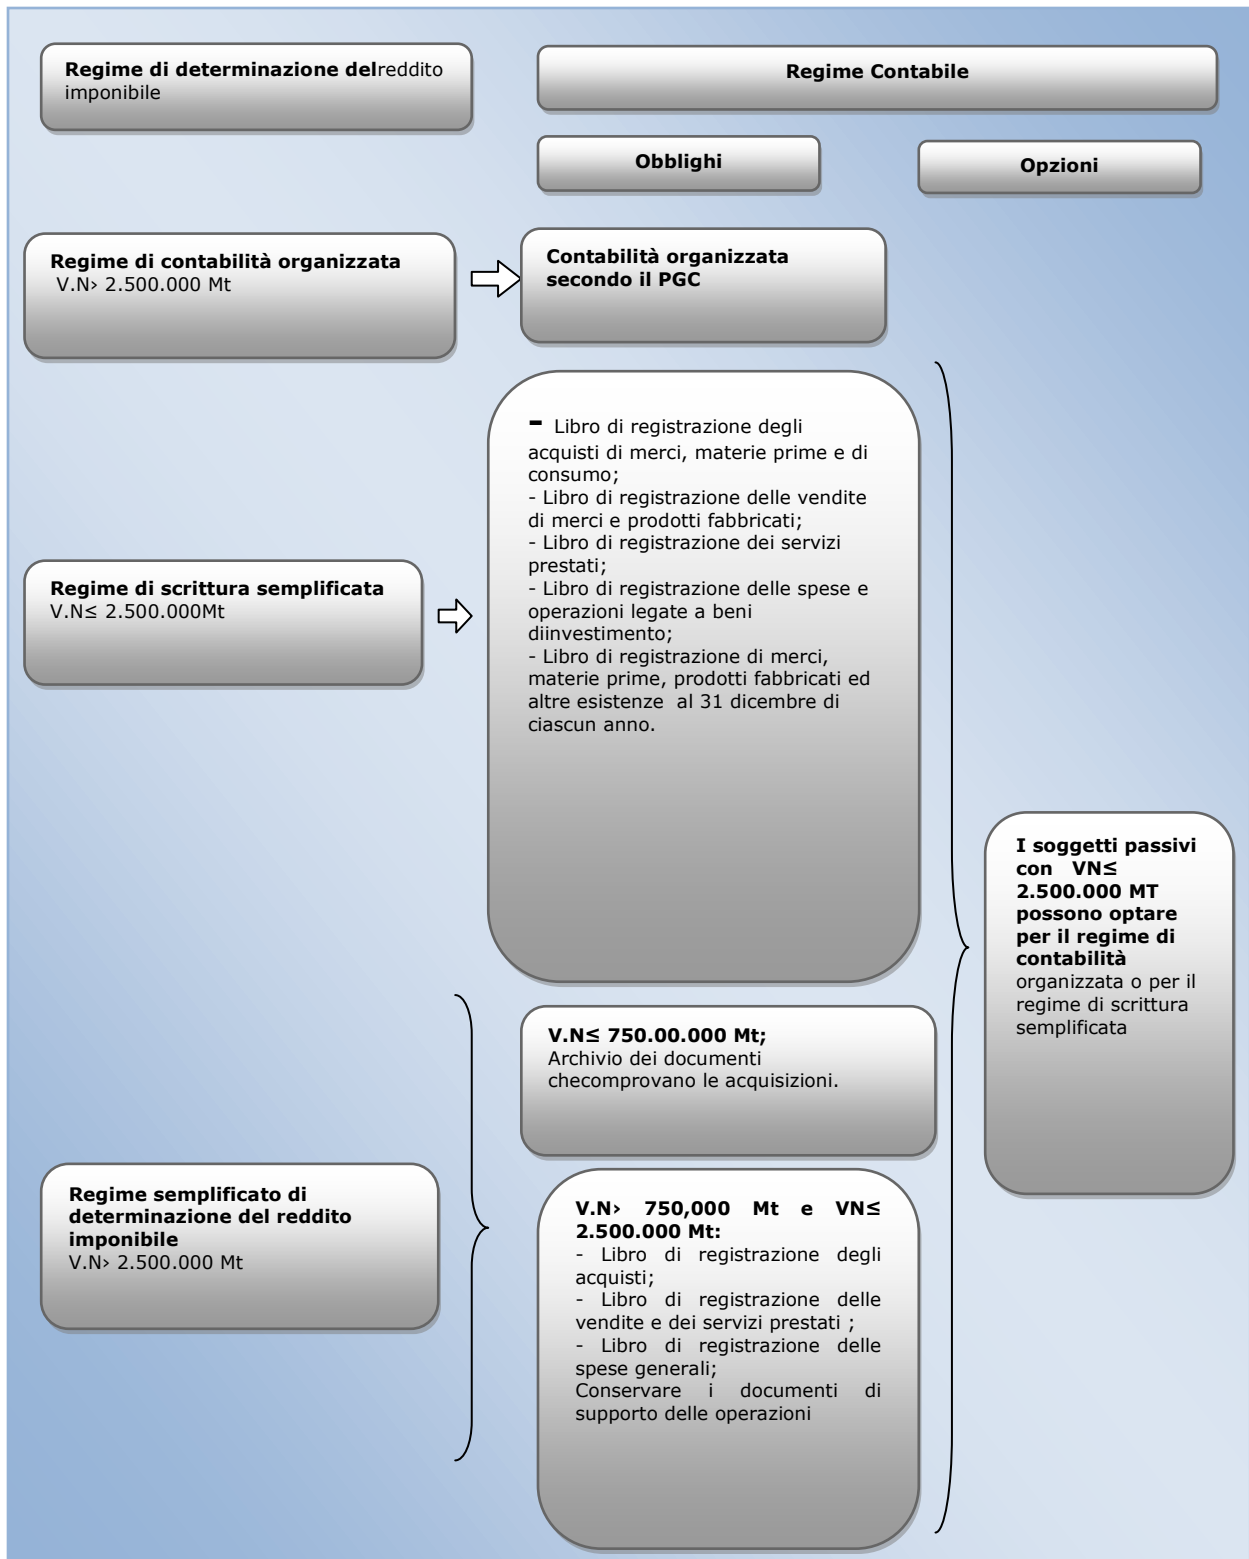 Regime di determinazione delreddito
imponibile
Regime Contabile
Obblighi
Opzioni
Regime di contabilità organizzata
V.N› 2.500.000 Mt
Contabilità organizzata
secondo il PGC
Regime di scrittura semplificata
V.N≤ 2.500.000Mt
- Libro di registrazione degli
acquisti di merci, materie prime e di
consumo;
- Libro di registrazione delle vendite
di merci e prodotti fabbricati;
- Libro di registrazione dei servizi
prestati;
- Libro di registrazione delle spese e
operazioni legate a beni
diinvestimento;
- Libro di registrazione di merci,
materie prime, prodotti fabbricati ed
altre esistenze al 31 dicembre di
ciascun anno.
I soggetti passivi
con VN≤
2.500.000 MT
possono optare
per il regime di
contabilità
organizzata o per il
regime di scrittura
semplificata
V.N≤ 750.00.000 Mt;
Archivio dei documenti
checomprovano le acquisizioni.
Regime semplificato di
determinazione del reddito
imponibile
V.N› 2.500.000 Mt
V.N› 750,000 Mt e VN≤
2.500.000 Mt:
- Libro di registrazione degli
acquisti;
- Libro di registrazione delle
vendite e dei servizi prestati ;
- Libro di registrazione delle
spese generali;
Conservare i documenti di
supporto delle operazioni